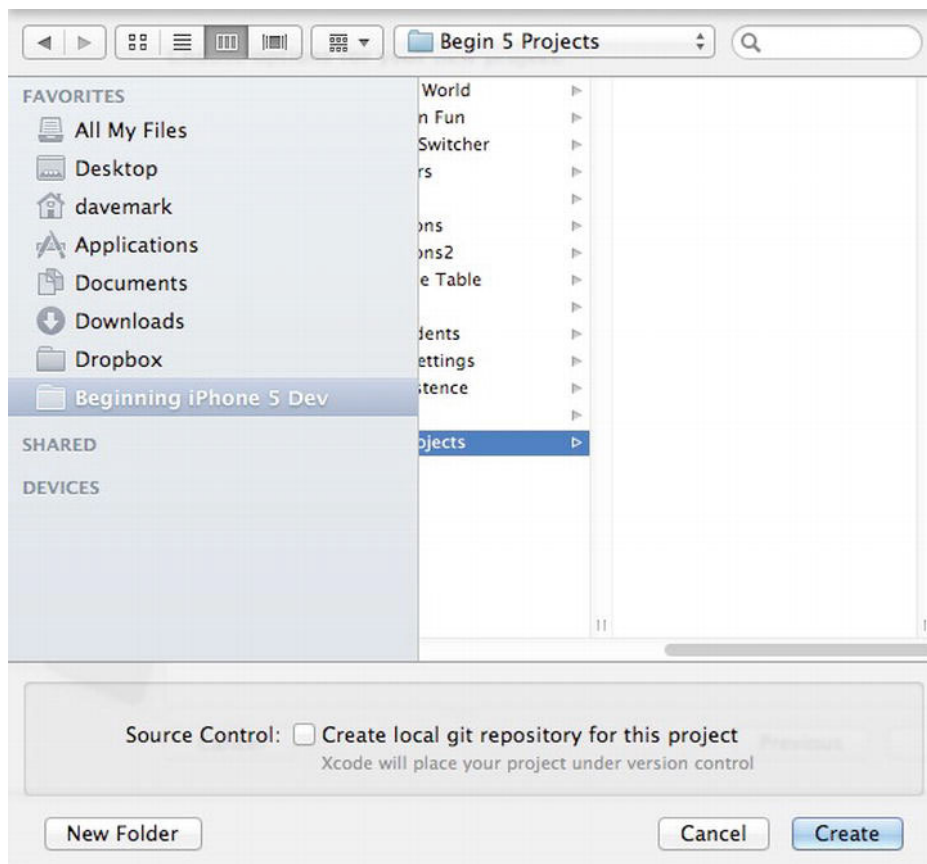 Begin 5 Projects
FAVORITES
All My Files
Desktop
davemark
Applications
Documents
Downloads
Dropbox
Beginning iPhone 5 Dev
SHARED
DEVICES
World
n Fun
Switcher
rs
ons
ons2
e Table
dents
ettings
stence
ojects
Source Control: Create local git repository for this project
Xcode will place your project under version control
Previous
New Folder
Cancel
Create